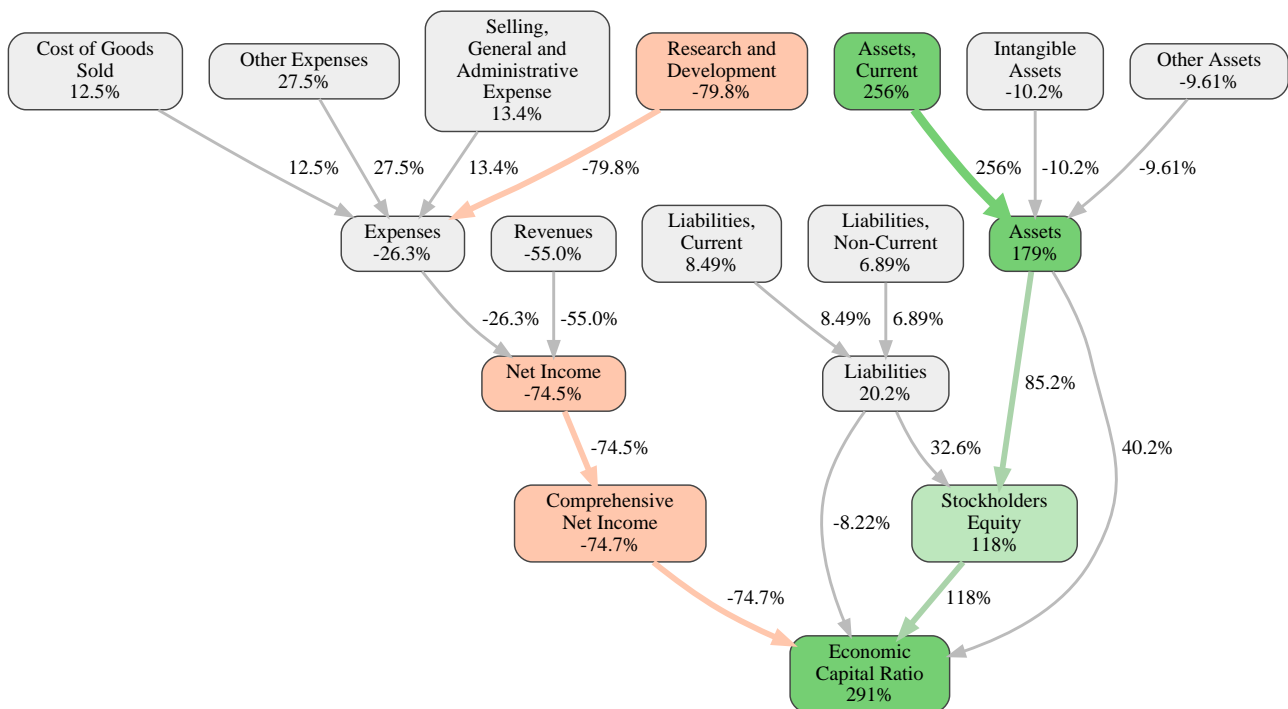 Cost of Goods
Sold
12.5%
Other Expenses
27.5%
Selling,
General and
Administrative
Expense
13.4%
Research and
Development
-79.8%
Assets,
Current
256%
Intangible
Assets
-10.2%
Other Assets
-9.61%
12.5%
27.5%
13.4%
-79.8%
256%
-10.2%
-9.61%
Expenses
-26.3%
Revenues
-55.0%
Liabilities,
Current
8.49%
Liabilities,
Non-Current
6.89%
Assets
179%
-26.3%
-55.0%
8.49%
6.89%
Net Income
-74.5%
Liabilities
20.2%
85.2%
-74.5%
32.6%
40.2%
Comprehensive
Net Income
-74.7%
-8.22%
Stockholders
Equity
118%
-74.7%
118%
Economic
Capital Ratio
291%